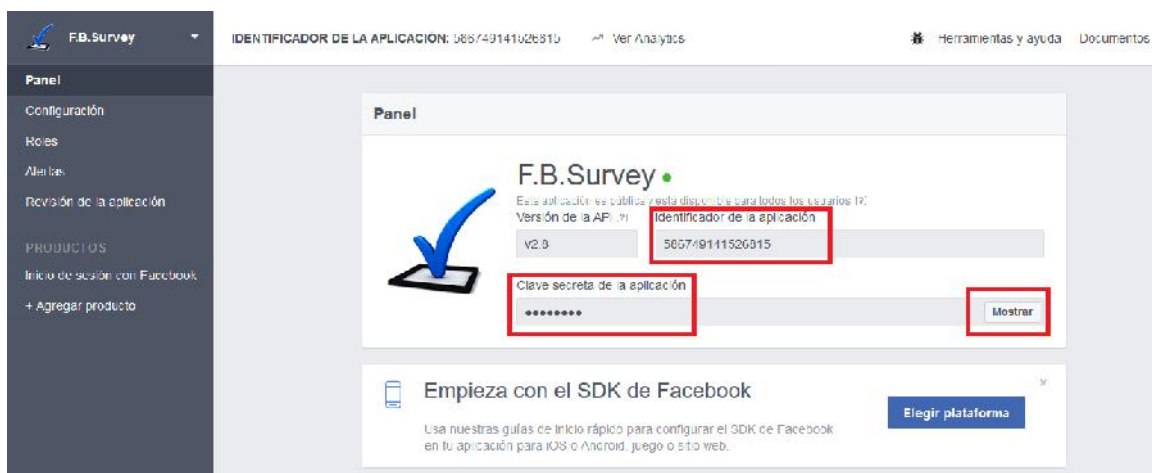 F.B.Survey
IDENTIFICADOR DE LA APLICACIÓN: 586749141526815
Ver Analytics
Herramientas y ayuda
Documentos
Panel
Configuración
Roles
Alertas
Revisión de la aplicación
PRODUCTOS
Inicio de sesión con Facebook
+ Agregar producto
Panel
F.B.Survey
Esta aplicación es pública y está disponible para todos los usuarios [?]
Versión de la API [?]
Identificador de la aplicación
v2.8
586749141526815
Clave secreta de la aplicación
●●●●●●●●
Mostrar
Empieza con el SDK de Facebook
Usa nuestras guías de inicio rápido para configurar el SDK de Facebook
en tu aplicación para iOS o Android, juego o sitio web.
Elegir plataforma